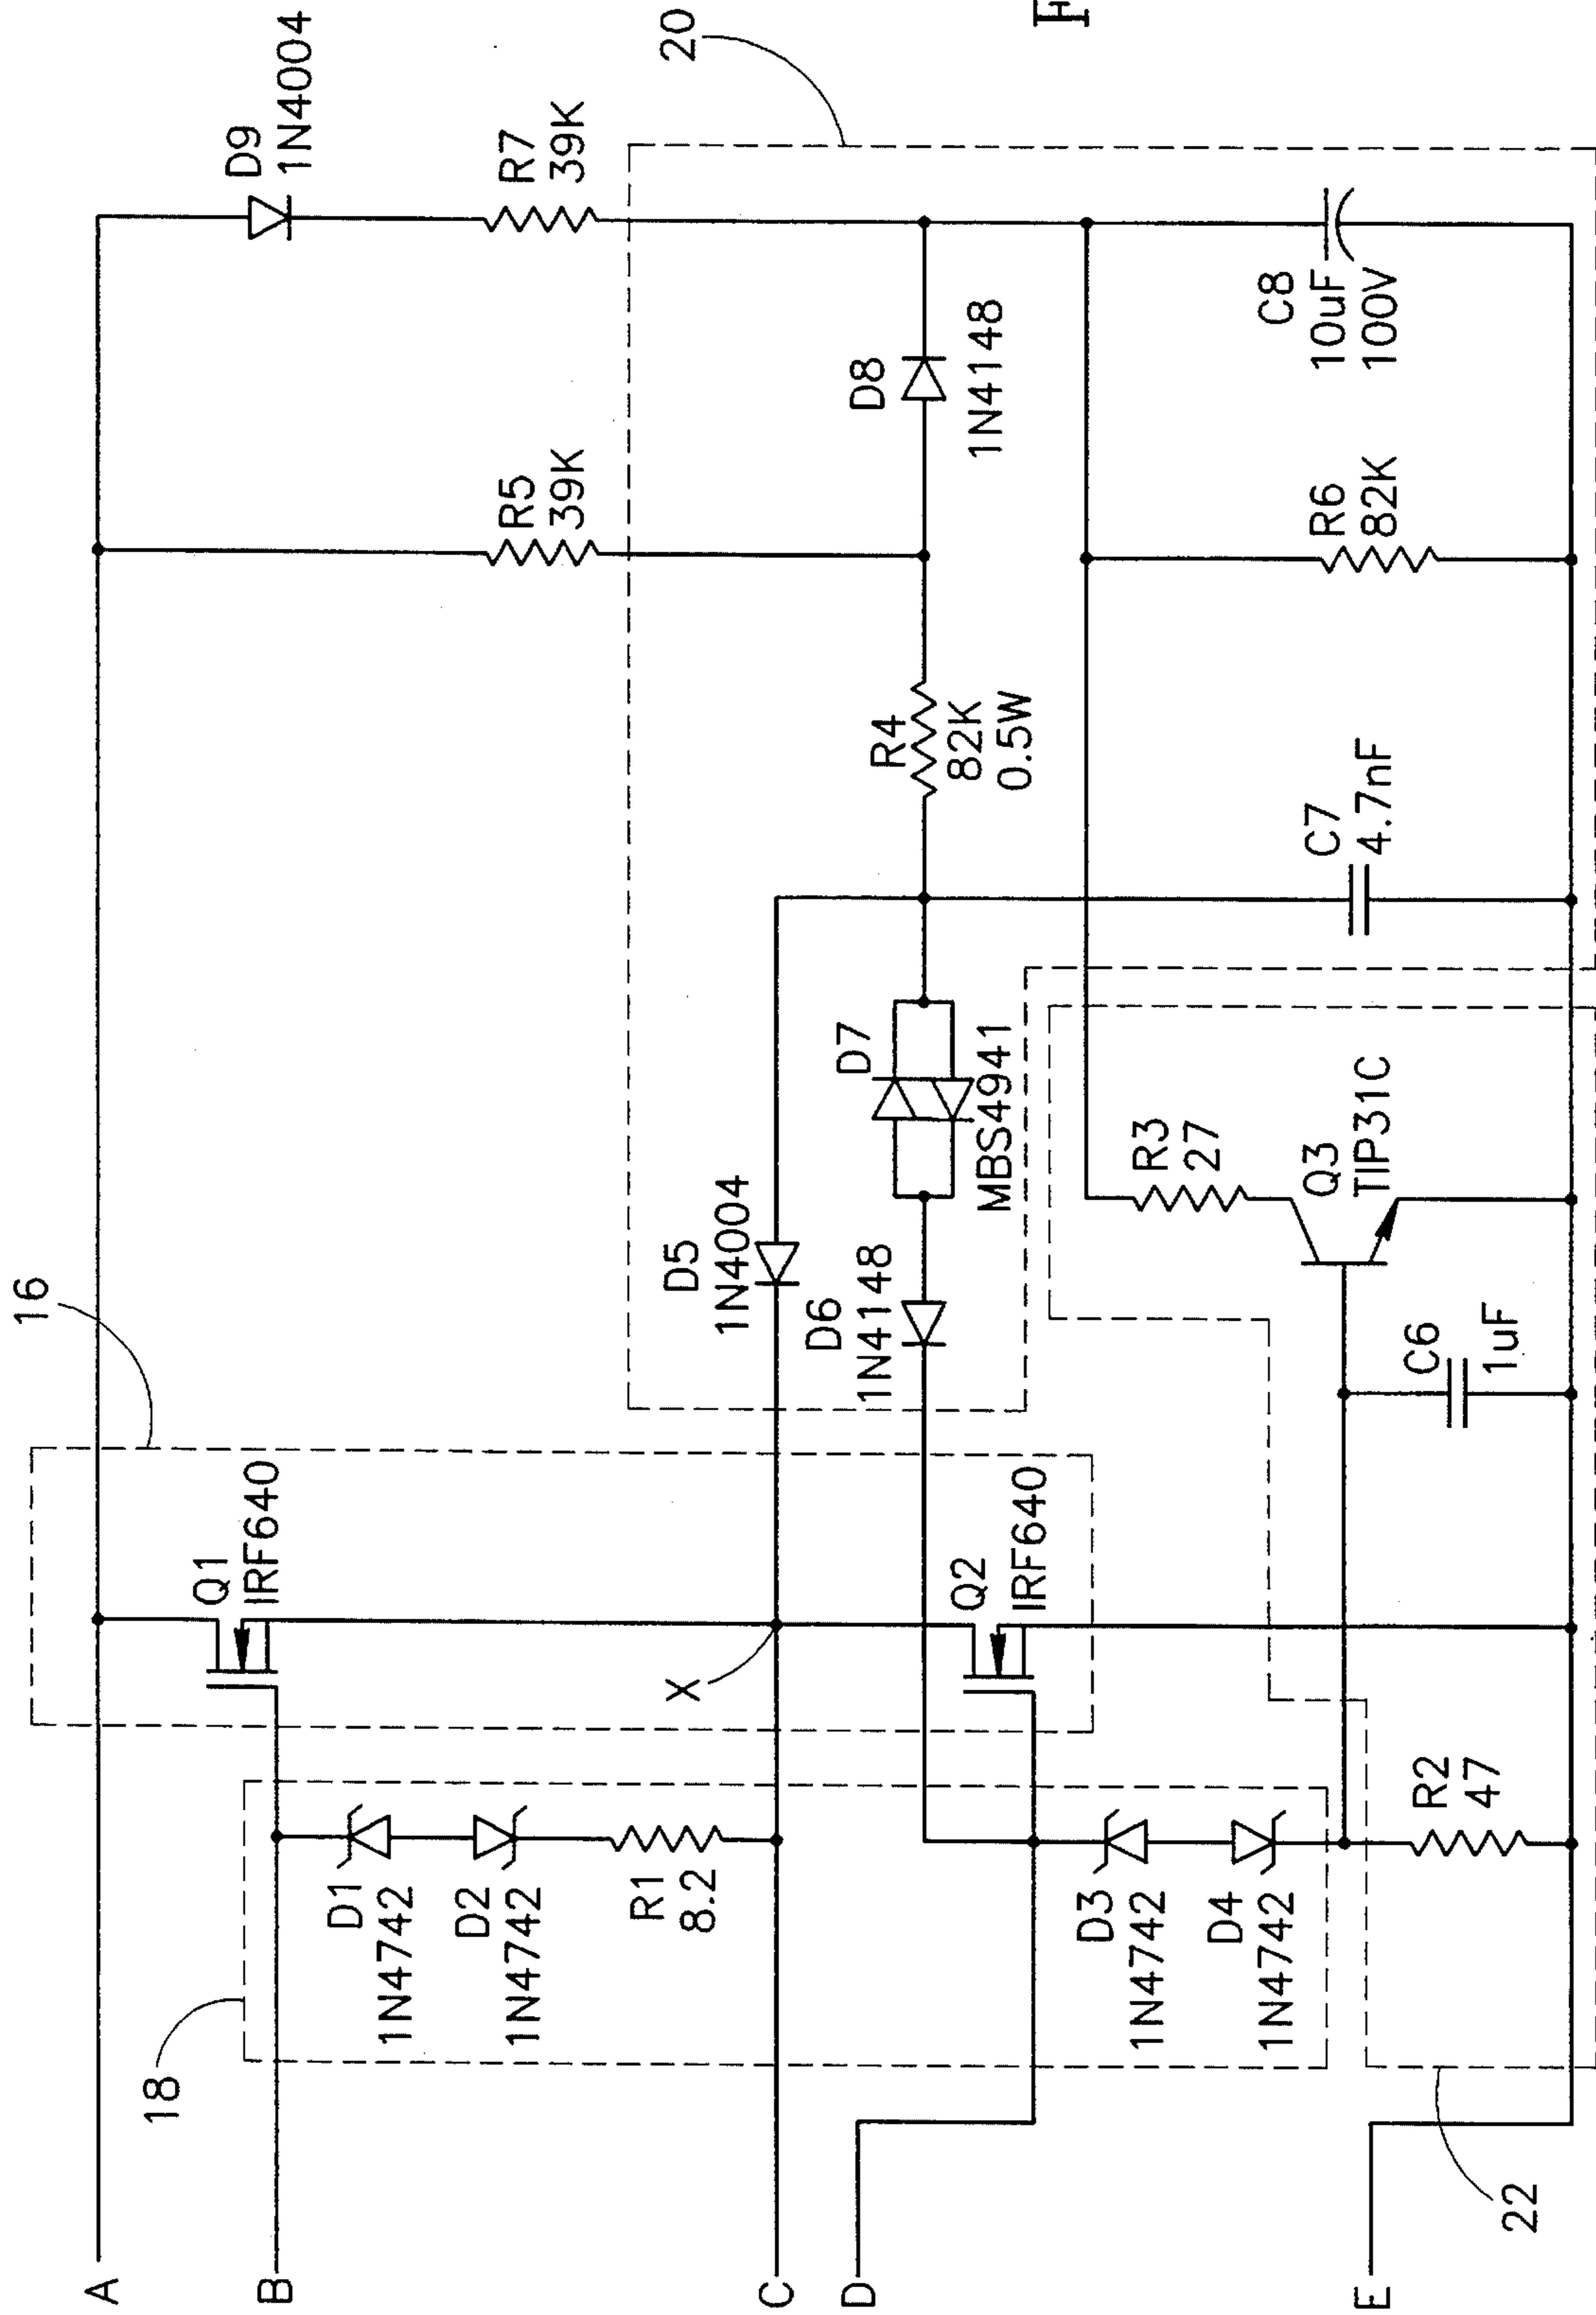 A
B
C
D
E
16
18
20
22
X
Q1
IRF640
Q2
IRF640
D1
1N4742
D2
1N4742
R1
8.2
D3
1N4742
D4
1N4742
R2
47
C6
1uF
Q3
TIP31C
R3
27
D5
1N4004
D6
1N4148
D7
MBS4941
R4
82K
0.5W
C7
4.7nF
R5
39K
D8
1N4148
R6
82K
D9
1N4004
R7
39K
C8
10uF
100V
F